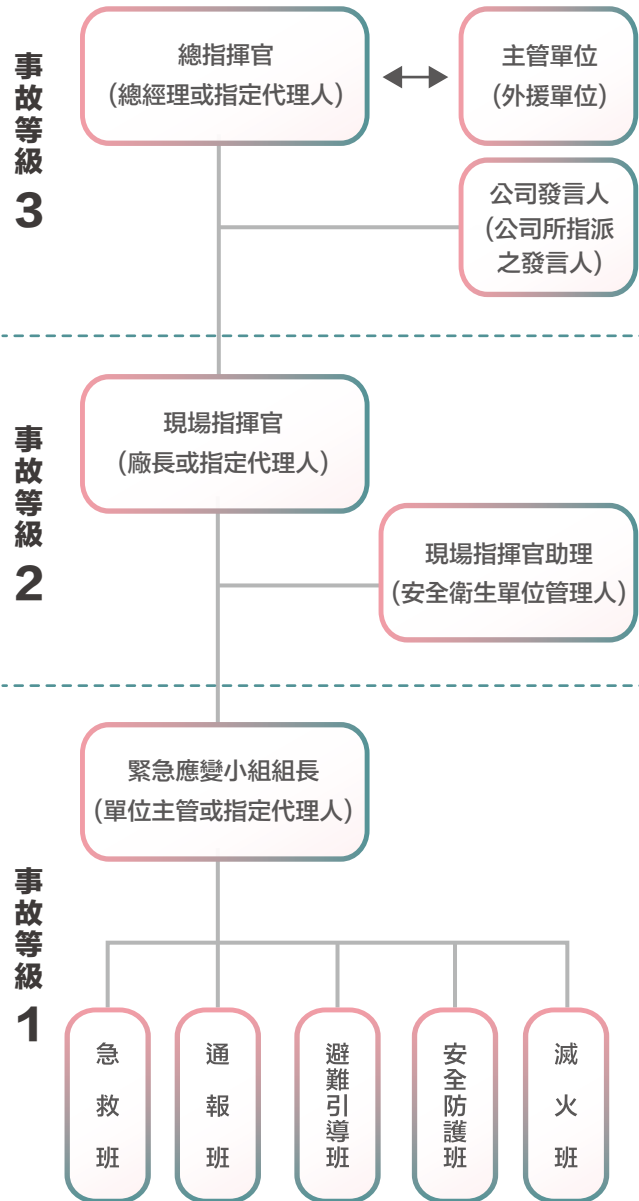 事故等級
3
總指揮官
(總經理或指定代理人)
主管單位
(外援單位)
公司發言人
(公司所指派
之發言人)
事故等級
2
現場指揮官
(廠長或指定代理人)
現場指揮官助理
(安全衛生單位管理人)
事故等級
1
緊急應變小組組長
(單位主管或指定代理人)
急救班
通報班
避難引導班
安全防護班
滅火班